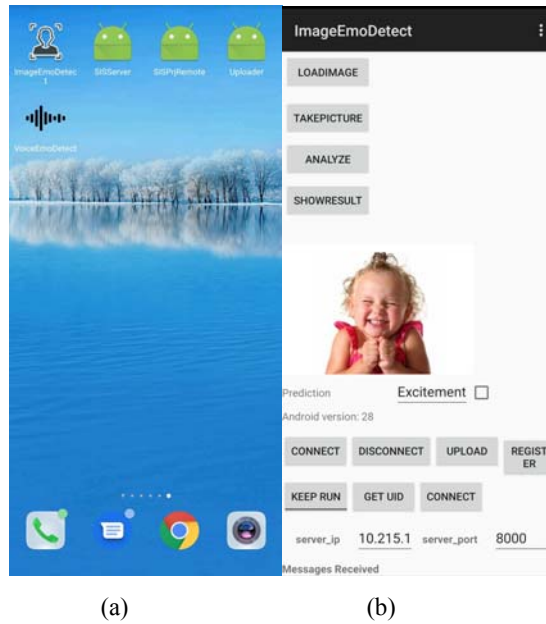 ImageEmoDetec
1
SISServer
SISPrjRemote
Uploader
VoiceEmoDetect
ImageEmoDetect
LOADIMAGE
TAKEPICTURE
ANALYZE
SHOWRESULT
Prediction Excitement
Android version: 28
CONNECT DISCONNECT UPLOAD REGIST
ER
KEEP RUN GET UID CONNECT
server_ip 10.215.1 server_port 8000
Messages Received
(a) (b)